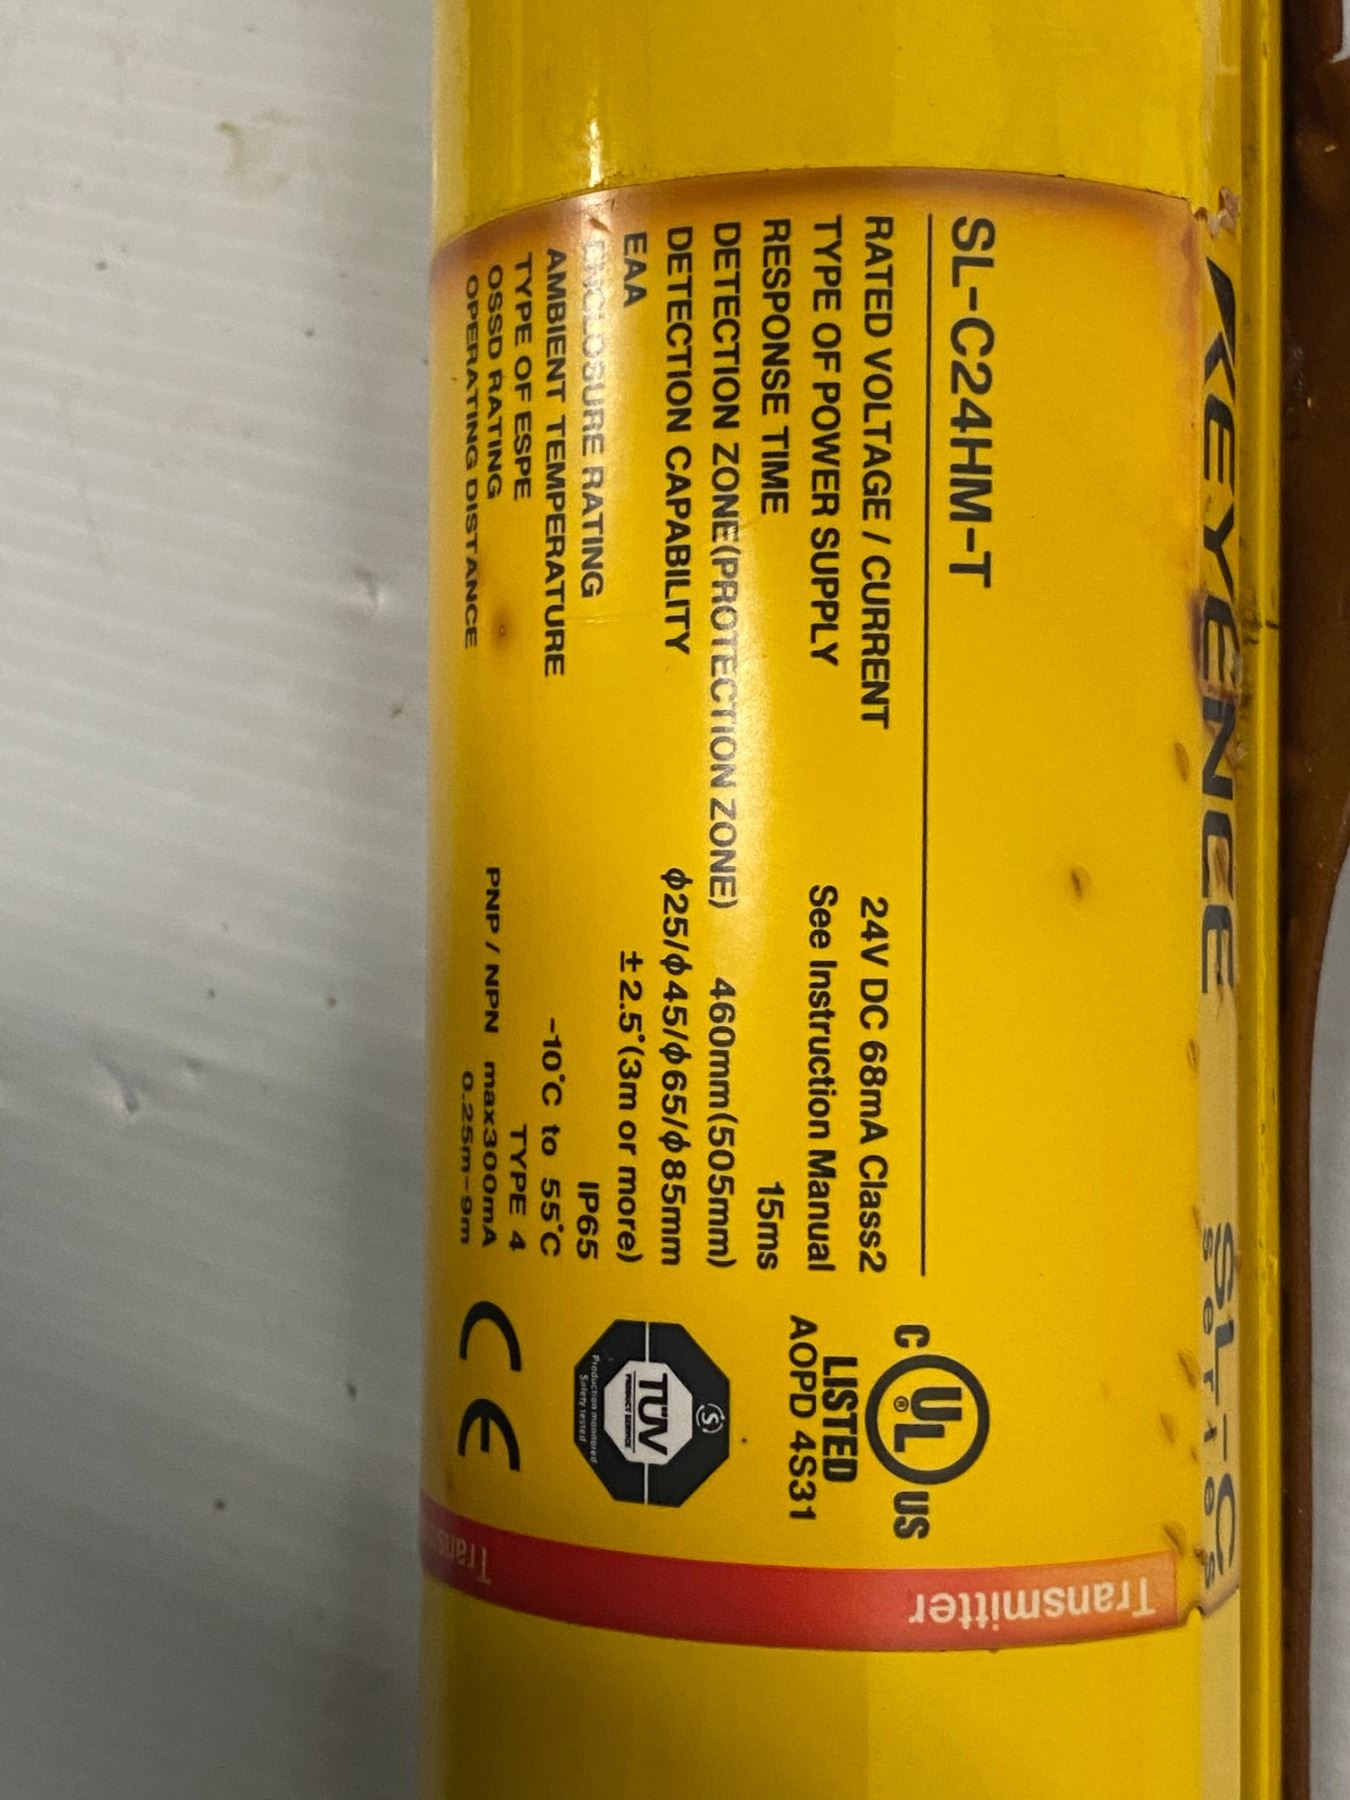 KEYENCE SL-C
Series
SL-C24HM-T
RATED VOLTAGE / CURRENT 24V DC 68mA Class2
TYPE OF POWER SUPPLY See Instruction Manual
RESPONSE TIME 15ms
DETECTION ZONE(PROTECTION ZONE) 460mm(505mm)
DETECTION CAPABILITY ϕ25/ϕ45/ϕ65/ϕ85mm
EAA ±2.5°(3m or more)
ENCLOSURE RATING IP65
AMBIENT TEMPERATURE -10°C to 55°C
TYPE OF ESPE TYPE 4
OSSD RATING PNP / NPN max300mA
OPERATING DISTANCE 0.25m-9m
C UL ® US
LISTED
AOPD 4S31
S
TÜV
PRODUCT SERVICE
Production monitored
Safety tested
CE
Transmitter
Trans